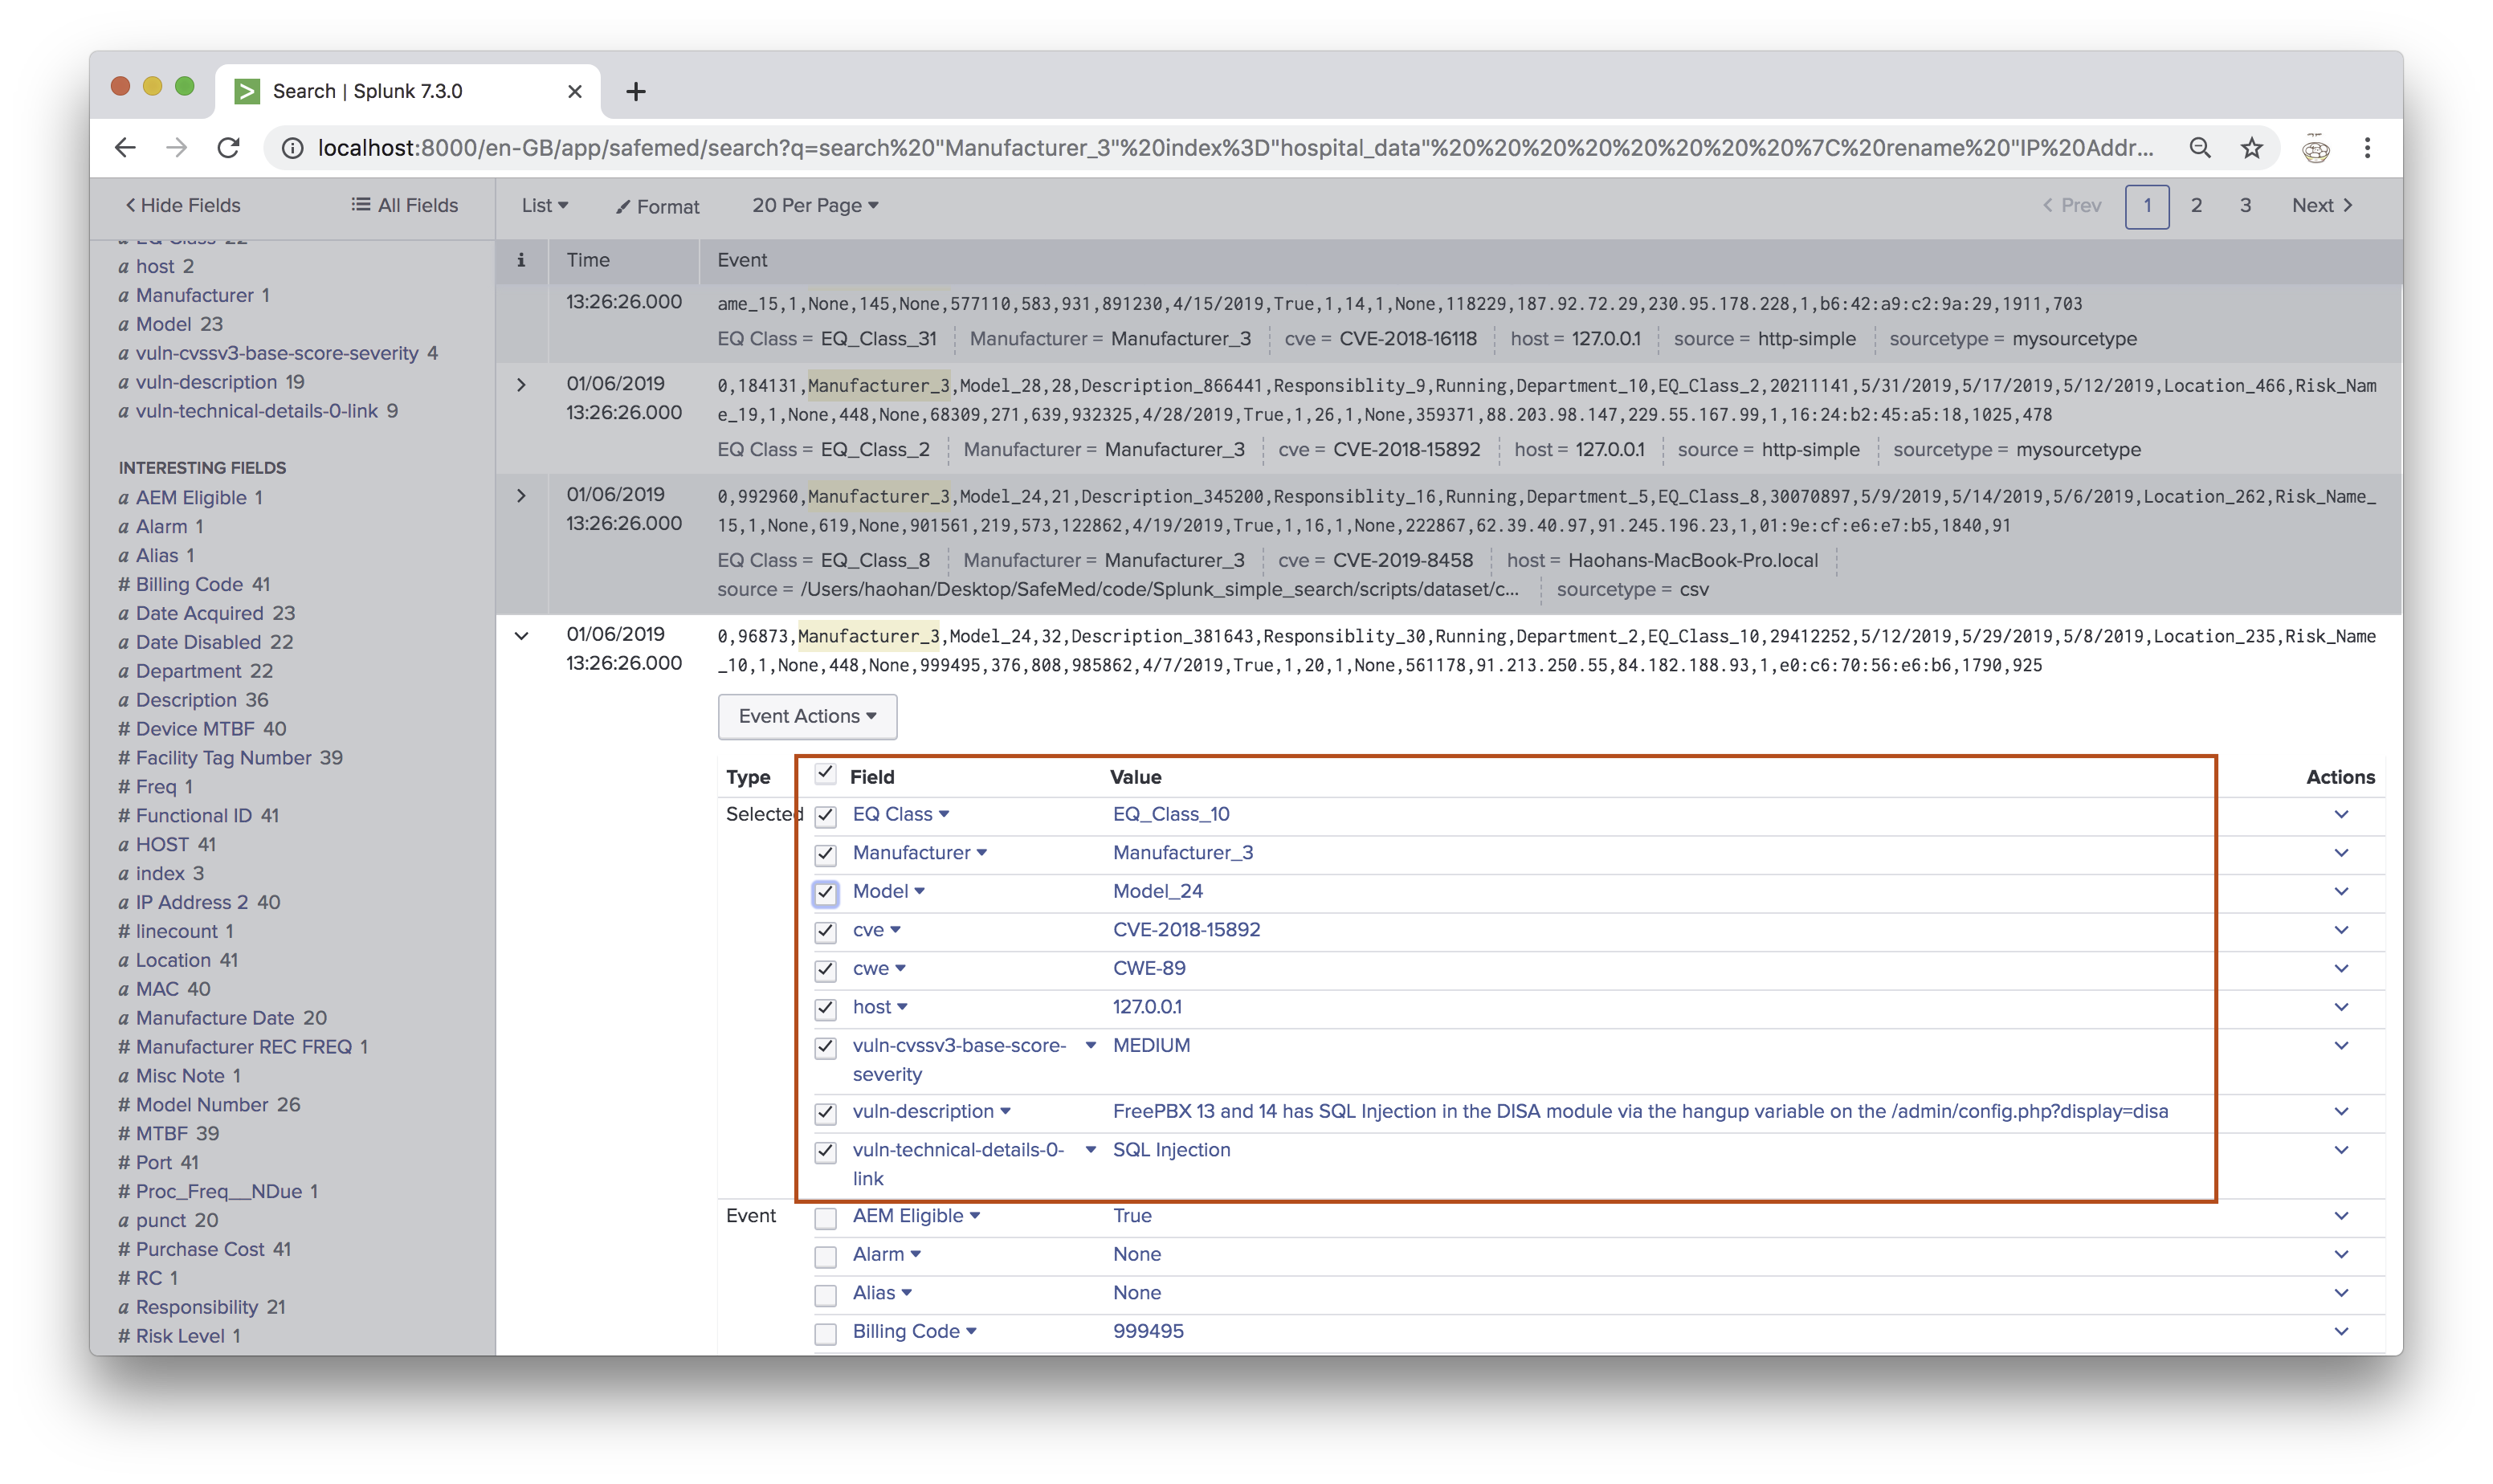 Search | Splunk 7.3.0
localhost:8000/en-GB/app/safemed/search?q=search%20"Manufacturer_3"%20index%3D"hospital_data"%20%20%20%20%20%20%20%20%7C%20rename%20"IP%20Addr...
Hide Fields
All Fields
List
Format
20 Per Page
Prev 1 2 3 Next
EQ Class 22
a host 2
a Manufacturer 1
a Model 23
a vuln-cvssv3-base-score-severity 4
a vuln-description 19
a vuln-technical-details-0-link 9
INTERESTING FIELDS
a AEM Eligible 1
a Alarm 1
a Alias 1
# Billing Code 41
a Date Acquired 23
a Date Disabled 22
a Department 22
a Description 36
# Device MTBF 40
# Facility Tag Number 39
# Freq 1
# Functional ID 41
a HOST 41
a index 3
a IP Address 2 40
# linecount 1
a Location 41
a MAC 40
a Manufacture Date 20
# Manufacturer REC FREQ 1
a Misc Note 1
# Model Number 26
# MTBF 39
# Port 41
# Proc_Freq__NDue 1
a punct 20
# Purchase Cost 41
# RC 1
a Responsibility 21
# Risk Level 1
i Time Event
13:26:26.000 ame_15,1,None,145,None,577110,583,931,891230,4/15/2019,True,1,14,1,None,118229,187.92.72.29,230.95.178.228,1,b6:42:a9:c2:9a:29,1911,703
EQ Class = EQ_Class_31 Manufacturer = Manufacturer_3 cve = CVE-2018-16118 host = 127.0.0.1 source = http-simple sourcetype = mysourcetype
01/06/2019 0,184131,Manufacturer_3,Model_28,28,Description_866441,Responsiblity_9,Running,Department_10,EQ_Class_2,20211141,5/31/2019,5/17/2019,5/12/2019,Location_466,Risk_Nam
13:26:26.000 e_19,1,None,448,None,68309,271,639,932325,4/28/2019,True,1,26,1,None,359371,88.203.98.147,229.55.167.99,1,16:24:b2:45:a5:18,1025,478
EQ Class = EQ_Class_2 Manufacturer = Manufacturer_3 cve = CVE-2018-15892 host = 127.0.0.1 source = http-simple sourcetype = mysourcetype
01/06/2019 0,992960,Manufacturer_3,Model_24,21,Description_345200,Responsiblity_16,Running,Department_5,EQ_Class_8,30070897,5/9/2019,5/14/2019,5/6/2019,Location_262,Risk_Name_
13:26:26.000 15,1,None,619,None,901561,219,573,122862,4/19/2019,True,1,16,1,None,222867,62.39.40.97,91.245.196.23,1,01:9e:cf:e6:e7:b5,1840,91
EQ Class = EQ_Class_8 Manufacturer = Manufacturer_3 cve = CVE-2019-8458 host = Haohans-MacBook-Pro.local
source = /Users/haohan/Desktop/SafeMed/code/Splunk_simple_search/scripts/dataset/c... sourcetype = csv
01/06/2019 0,96873,Manufacturer_3,Model_24,32,Description_381643,Responsiblity_30,Running,Department_2,EQ_Class_10,29412252,5/12/2019,5/29/2019,5/8/2019,Location_235,Risk_Name
13:26:26.000 _10,1,None,448,None,999495,376,808,985862,4/7/2019,True,1,20,1,None,561178,91.213.250.55,84.182.188.93,1,e0:c6:70:56:e6:b6,1790,925
Event Actions
Type Field Value Actions
Selected EQ Class EQ_Class_10
Manufacturer Manufacturer_3
Model Model_24
cve CVE-2018-15892
cwe CWE-89
host 127.0.0.1
vuln-cvssv3-base-score- MEDIUM
severity
vuln-description FreePBX 13 and 14 has SQL Injection in the DISA module via the hangup variable on the /admin/config.php?display=disa
vuln-technical-details-0- SQL Injection
link
Event AEM Eligible True
Alarm None
Alias None
Billing Code 999495